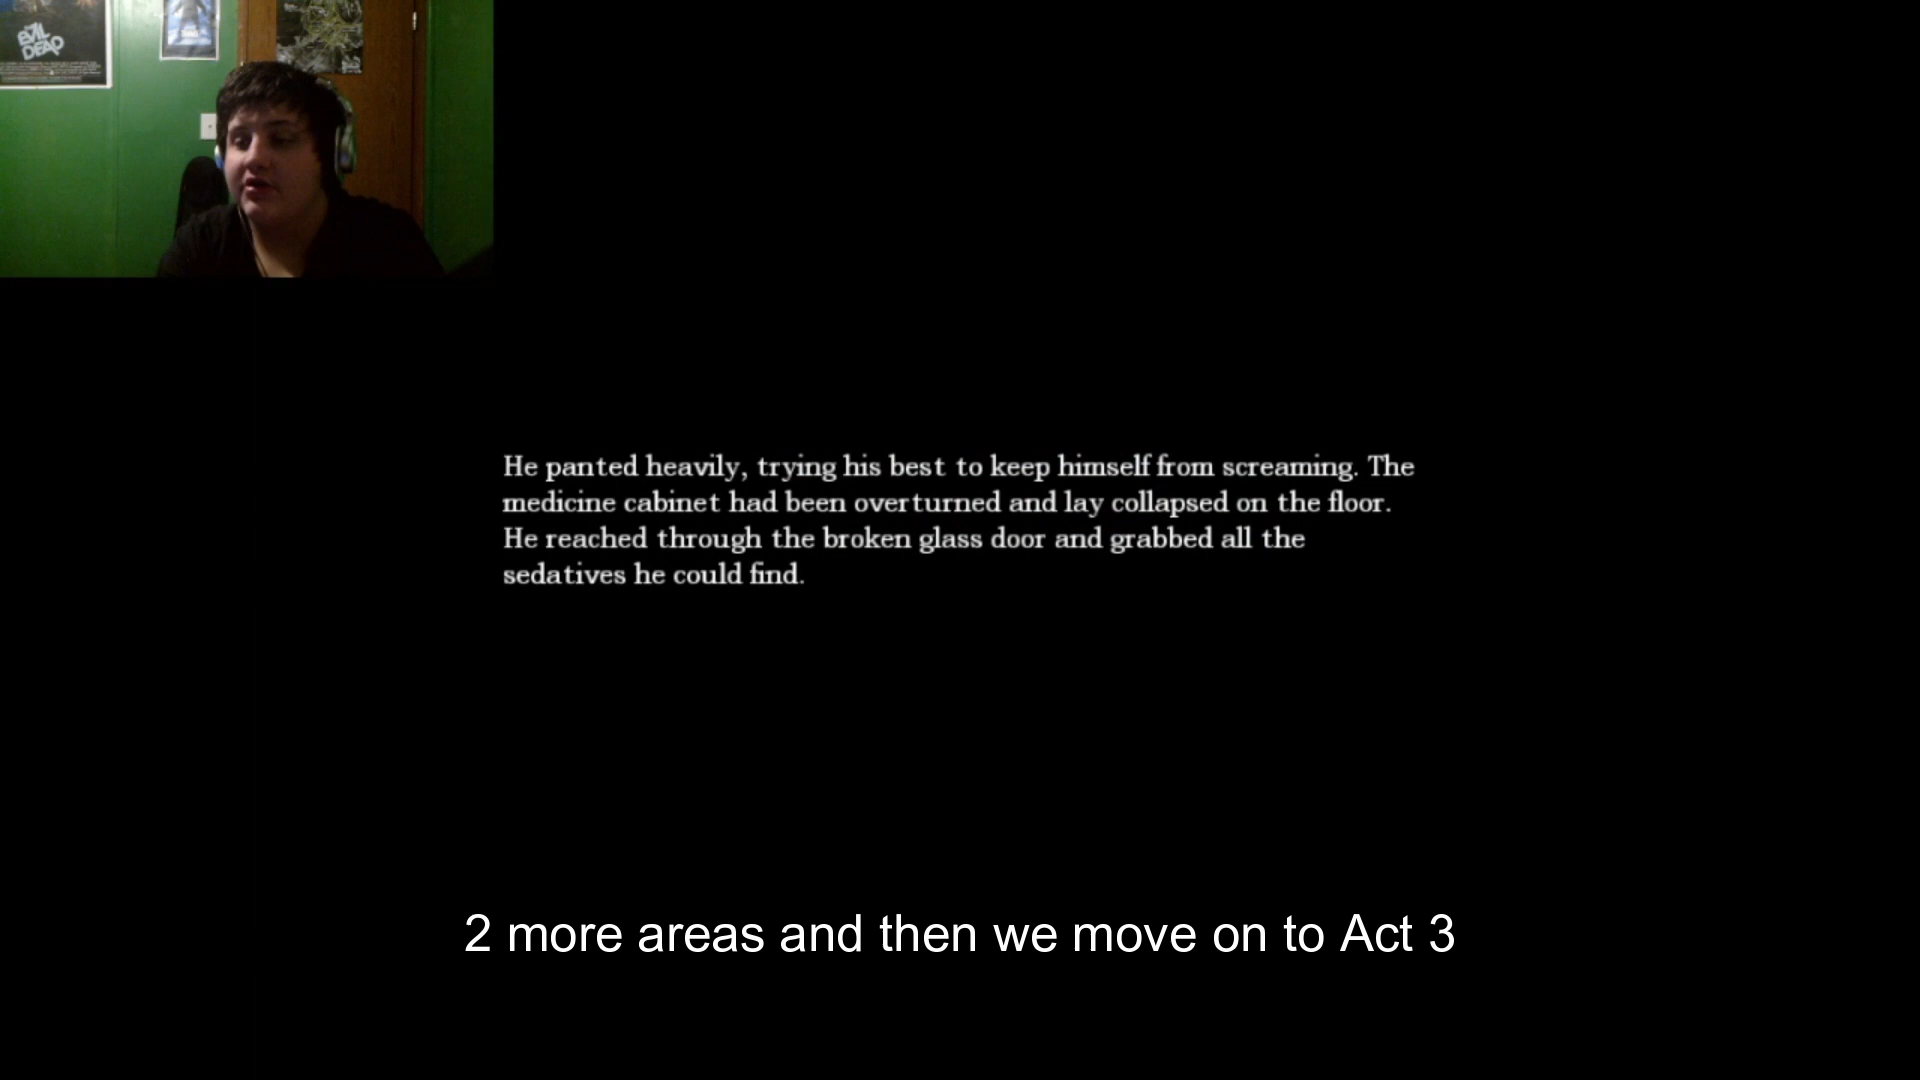 EVIL
DEAD
He panted heavily, trying his best to keep himself from screaming. The
medicine cabinet had been overturned and lay collapsed on the floor.
He reached through the broken glass door and grabbed all the
sedatives he could find.
2 more areas and then we move on to Act 3